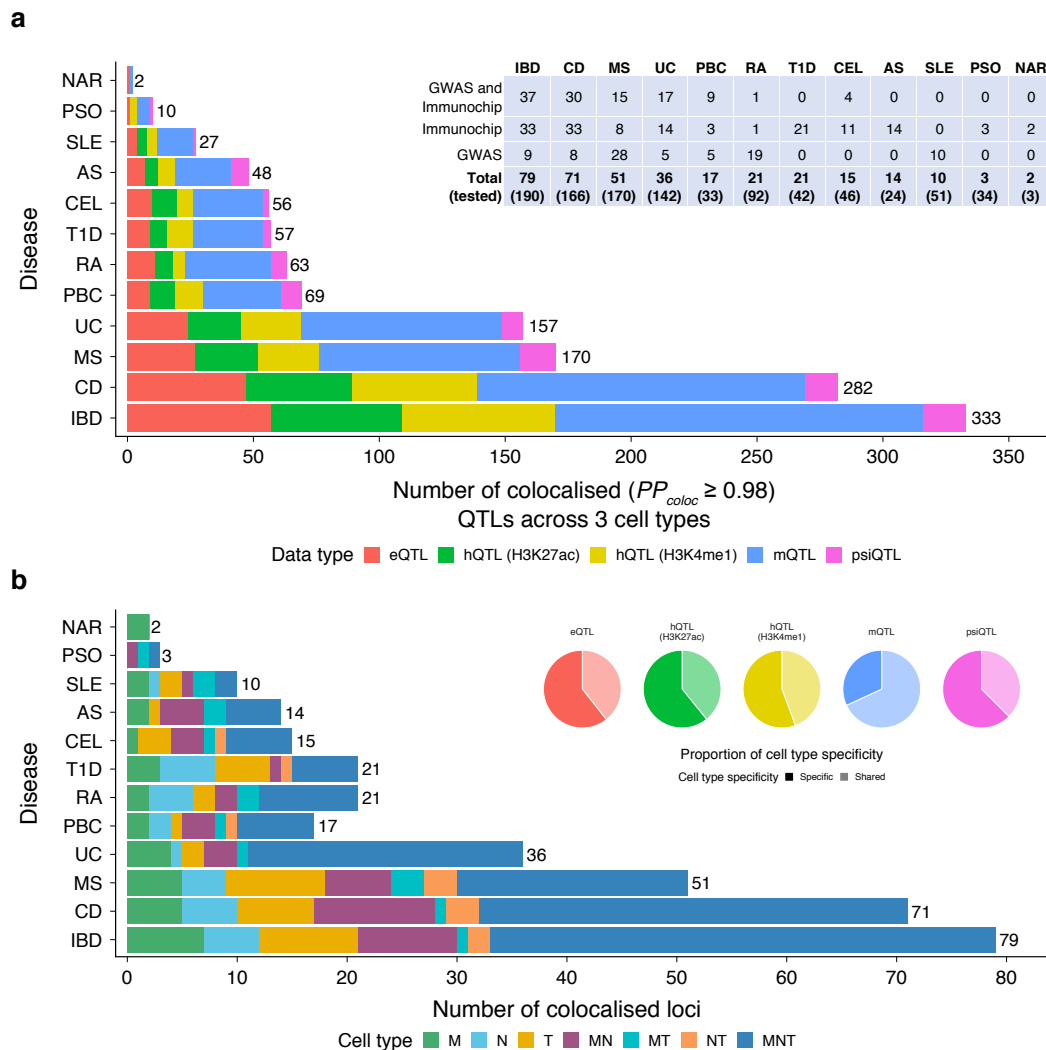 a
IBD CD MS UC PBC RA T1D CEL AS SLE PSO NAR
GWAS and
Immunochip 37 30 15 17 9 1 0 4 0 0 0 0
Immunochip 33 33 8 14 3 1 21 11 14 0 3 2
GWAS 9 8 28 5 5 19 0 0 0 10 0 0
Total 79 71 51 36 17 21 21 15 14 10 3 2
(tested) (190) (166) (170) (142) (33) (92) (42) (46) (24) (51) (34) (3)
Disease
NAR 2
PSO 10
SLE 27
AS 48
CEL 56
T1D 57
RA 63
PBC 69
UC 157
MS 170
CD 282
IBD 333
0 50 100 150 200 250 300 350
Number of colocalised (PPcoloc ≥ 0.98)
QTLs across 3 cell types
Data type eQTL hQTL (H3K27ac) hQTL (H3K4me1) mQTL psiQTL
b
Disease
NAR 2
PSO 3
SLE 10
AS 14
CEL 15
T1D 21
RA 21
PBC 17
UC 36
MS 51
CD 71
IBD 79
0 10 20 30 40 50 60 70 80
Number of colocalised loci
Cell type M N T MN MT NT MNT
eQTL hQTL hQTL mQTL psiQTL
(H3K27ac) (H3K4me1)
Proportion of cell type specificity
Cell type specificity Specific Shared